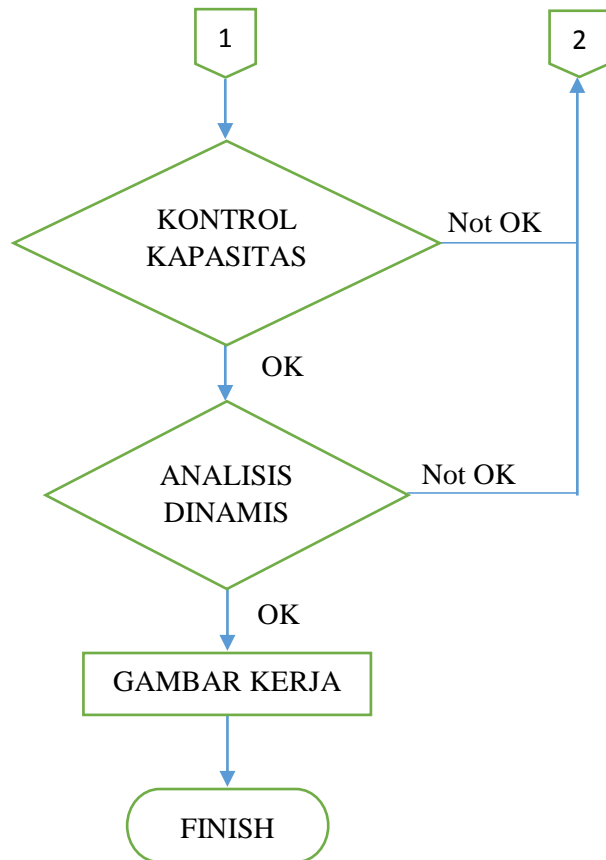 1
2
KONTROL
KAPASITAS
Not OK
OK
ANALISIS
DINAMIS
Not OK
OK
GAMBAR KERJA
FINISH